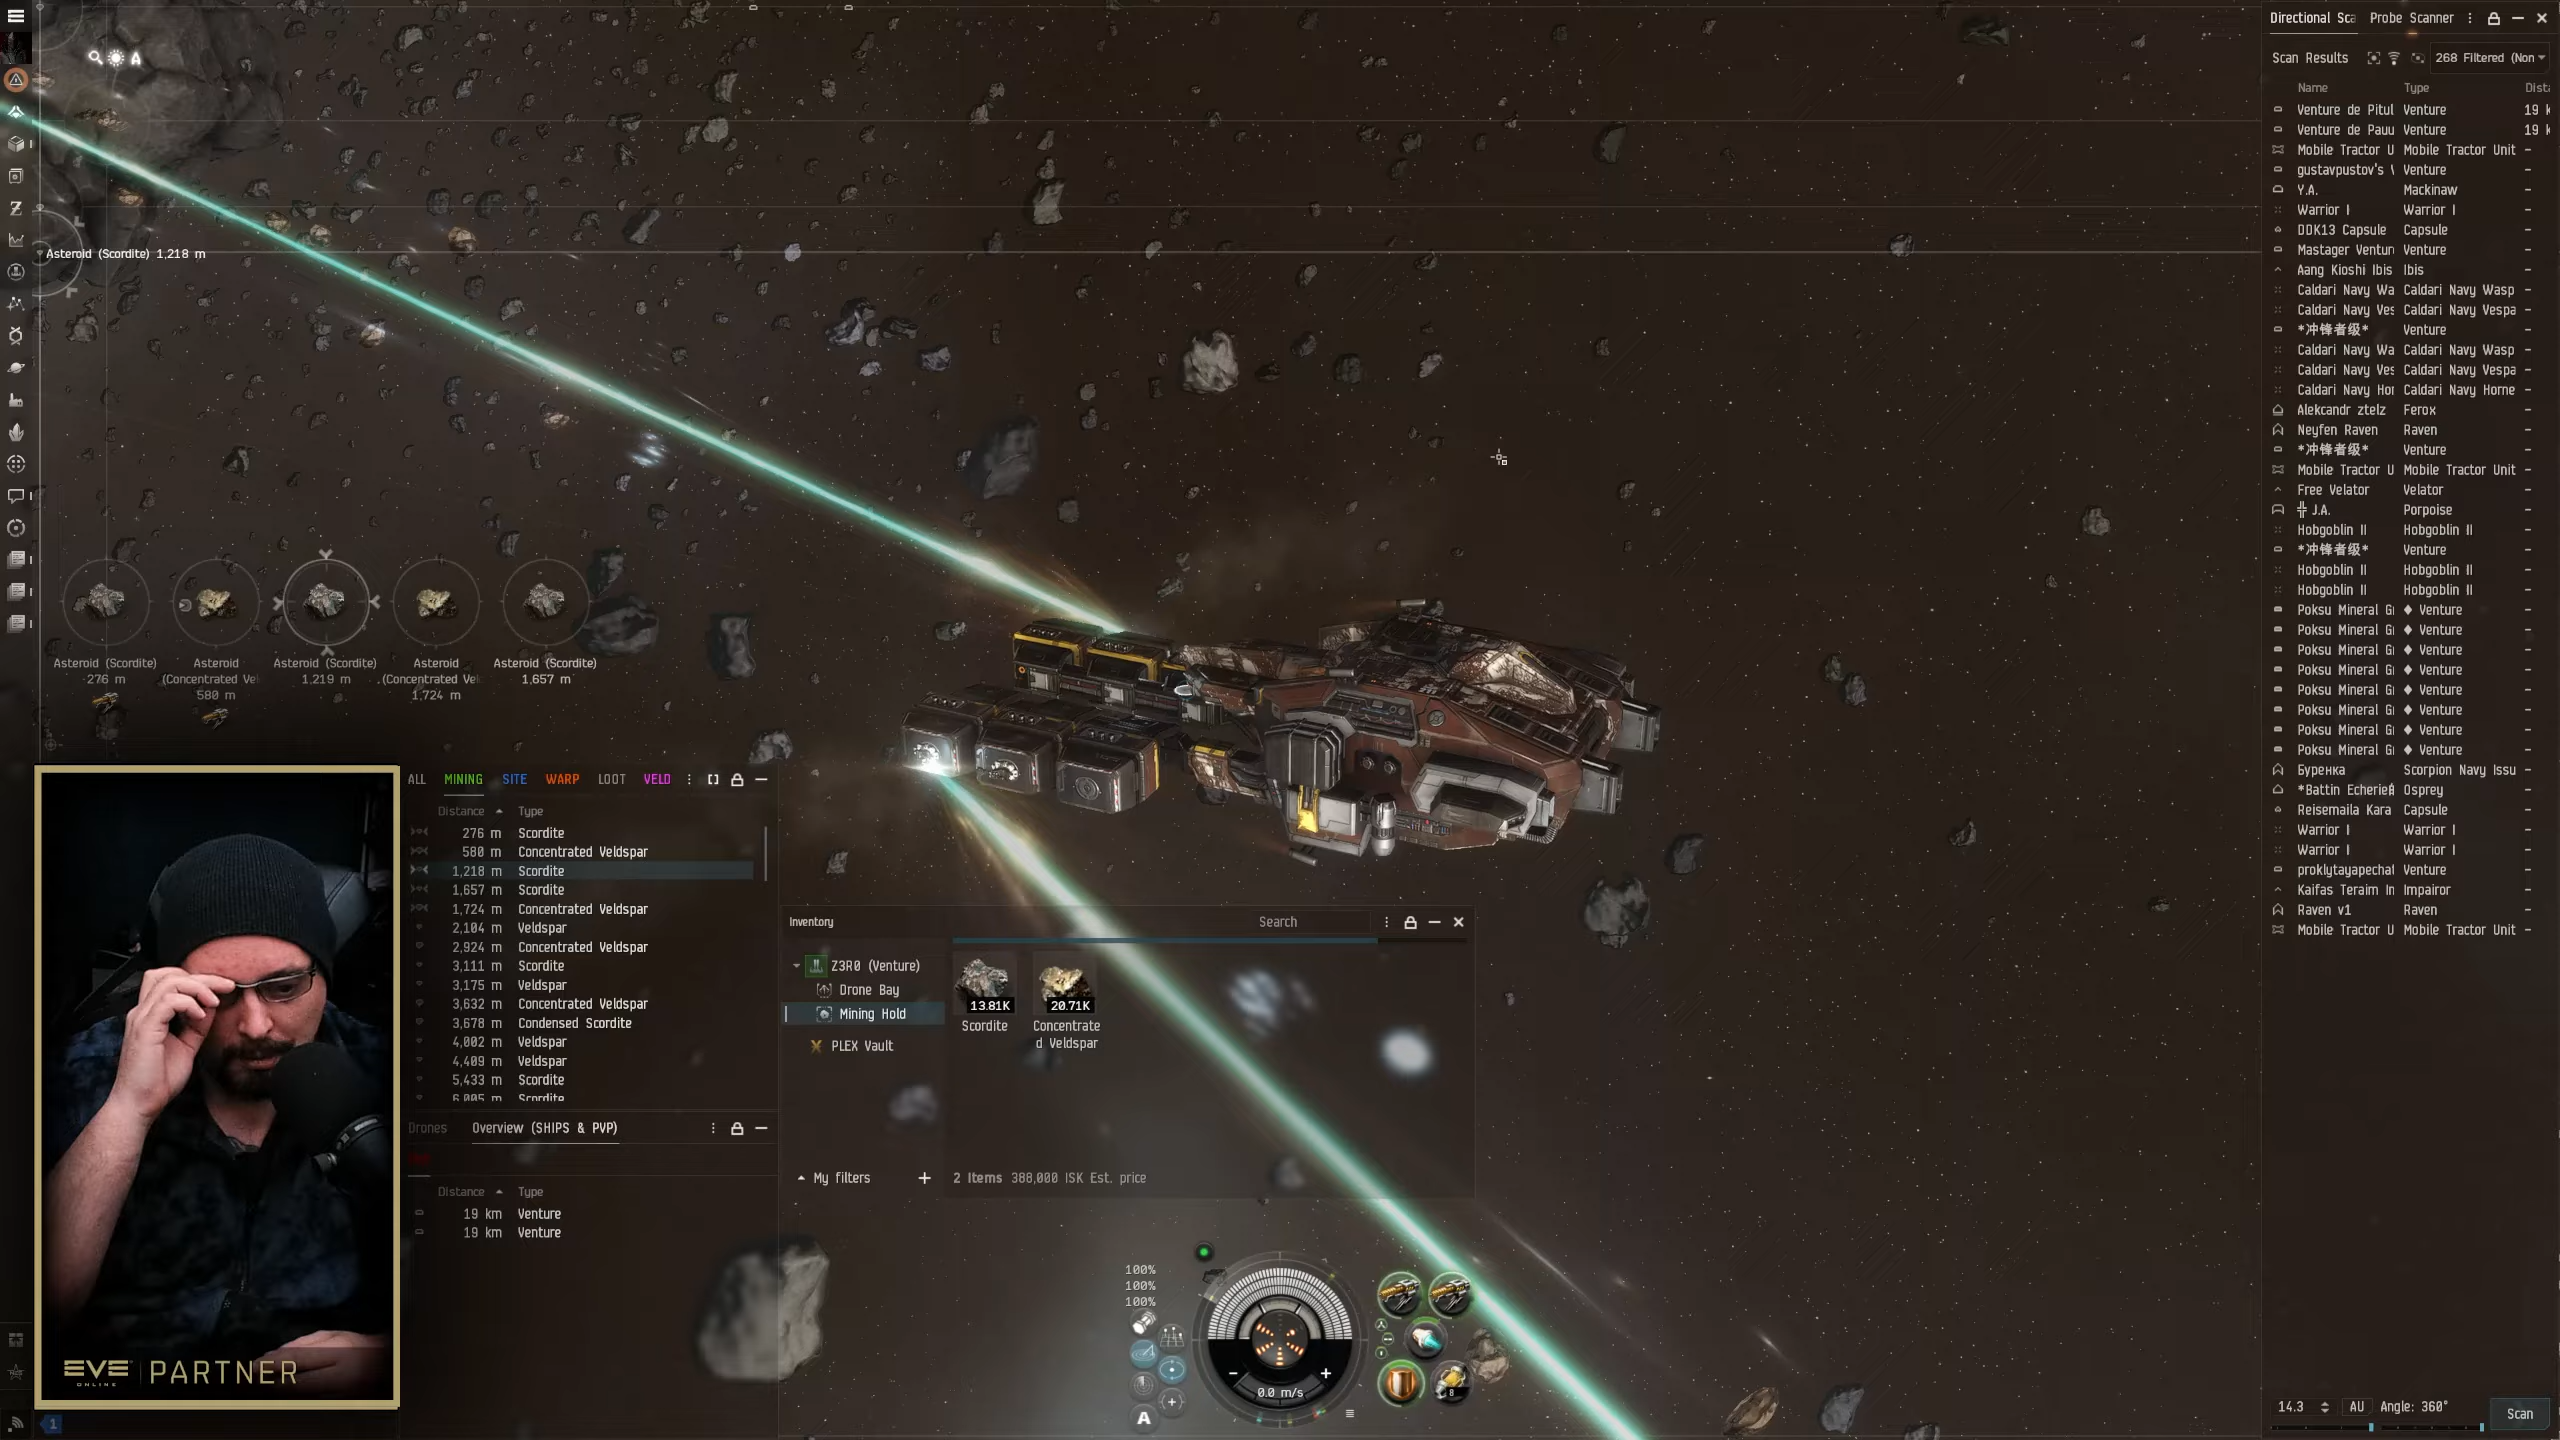 Directional Sca Probe Scanner
Scan Results 268 Filtered (Non
Name Type Dista
Venture de Pitul Venture 19 k
Venture de Pauu Venture 19 k
Mobile Tractor U Mobile Tractor Unit -
gustavpustov's Venture -
Y.A. Mackinaw -
Warrior I Warrior I -
DDK13 Capsule Capsule -
Mastager Ventur Venture -
Aang Kioshi Ibis Ibis -
Caldari Navy Wa Caldari Navy Wasp -
Caldari Navy Ves Caldari Navy Vespa -
*冲锋者级* Venture -
Caldari Navy Wa Caldari Navy Wasp -
Caldari Navy Ves Caldari Navy Vespa -
Caldari Navy Hor Caldari Navy Horne -
Alekcandr ztelz Ferox -
Neyfen Raven Raven -
*冲锋者级* Venture -
Mobile Tractor U Mobile Tractor Unit -
Free Velator Velator -
╬ J.A. Porpoise -
Hobgoblin II Hobgoblin II -
*冲锋者级* Venture -
Hobgoblin II Hobgoblin II -
Hobgoblin II Hobgoblin II -
Poksu Mineral Venture -
Poksu Mineral Venture -
Poksu Mineral Venture -
Poksu Mineral Venture -
Poksu Mineral Venture -
Poksu Mineral Venture -
Poksu Mineral Venture -
Poksu Mineral Venture -
Буренка Scorpion Navy Issu -
*Battin Osprey -
Reisemaila Kara Capsule -
Warrior I Warrior I -
Warrior I Warrior I -
proklytayapechal Venture -
Kaifas Teraim Im Impairor -
Raven v1 Raven -
Mobile Tractor U Mobile Tractor Unit -
14.3 AU Angle: 360° Scan
A
Asteroid (Scordite) 1,218 m
Asteroid (Scordite)
276 m
Asteroid
(Concentrated Vel
580 m
Asteroid (Scordite)
1,219 m
Asteroid
(Concentrated Vel
1,724 m
Asteroid (Scordite)
1,657 m
ALL MINING SITE WARP LOOT VELD
Distance Type
276 m Scordite
580 m Concentrated Veldspar
1,218 m Scordite
1,657 m Scordite
1,724 m Concentrated Veldspar
2,104 m Veldspar
2,924 m Concentrated Veldspar
3,111 m Scordite
3,175 m Veldspar
3,632 m Concentrated Veldspar
3,678 m Condensed Scordite
4,002 m Veldspar
4,409 m Veldspar
5,433 m Scordite
6,005 m Scordite
Drones Overview (SHIPS & PVP)
Distance Type
19 km Venture
19 km Venture
Inventory Search
Z3R0 (Venture)
Drone Bay
Mining Hold
PLEX Vault
13.81K
Scordite
20.71K
Concentrate
d Veldspar
My filters + 2 Items 388,000 ISK Est. price
100%
100%
100%
0.0 m/s
8
A
EVE ONLINE | PARTNER
1